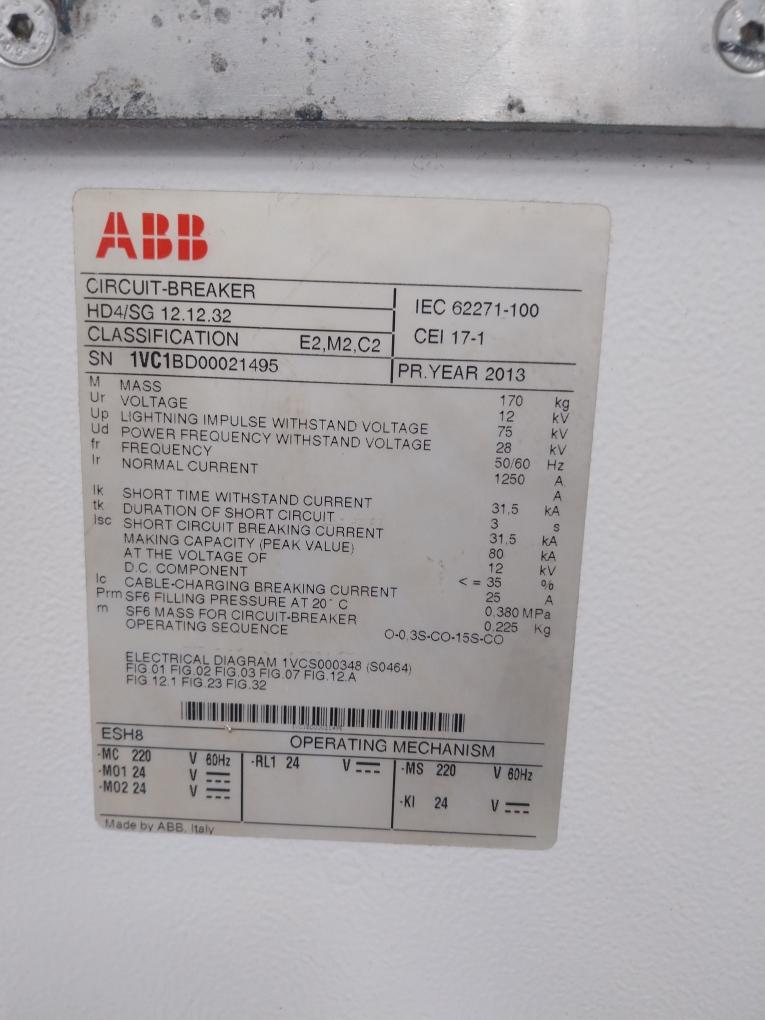 ABB
CIRCUIT-BREAKER
HD4/SG 12.12.32
CLASSIFICATION E2,M2,C2
IEC 62271-100
CEI 17-1
SN 1VC1BD00021495 PR.YEAR 2013
M MASS 170 kg
Ur VOLTAGE 12 kV
Up LIGHTNING IMPULSE WITHSTAND VOLTAGE 75 kV
Ud POWER FREQUENCY WITHSTAND VOLTAGE 28 kV
fr FREQUENCY 50/60 Hz
Ir NORMAL CURRENT 1250 A
A
Ik SHORT TIME WITHSTAND CURRENT 31,5 kA
tk DURATION OF SHORT CIRCUIT 3 s
Isc SHORT CIRCUIT BREAKING CURRENT 31,5 kA
MAKING CAPACITY (PEAK VALUE) 80 kA
AT THE VOLTAGE OF 12 kV
D.C. COMPONENT < = 35 %
Ic CABLE-CHARGING BREAKING CURRENT 25 A
Prm SF6 FILLING PRESSURE AT 20° C 0,380 MPa
m SF6 MASS FOR CIRCUIT-BREAKER 0,225 Kg
OPERATING SEQUENCE O-0,3S-CO-15S-CO
ELECTRICAL DIAGRAM 1VCS000348 (S0464)
FIG.01 FIG.02 FIG.03 FIG.07 FIG.12.A
FIG.12.1 FIG.23 FIG.32
ESH8 OPERATING MECHANISM
-MC 220 V 60Hz
-MO1 24 V
-MO2 24 V
-RL1 24 V
-MS 220 V 60Hz
-KI 24 V
Made by ABB, Italy